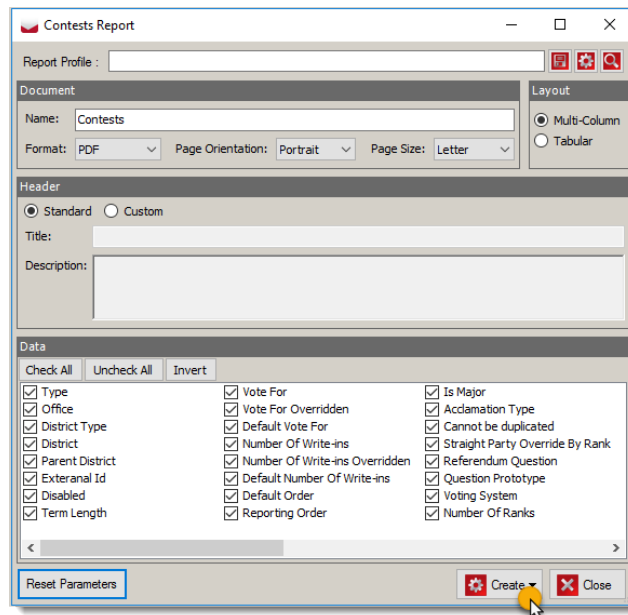 Contests Report
Report Profile :
Document
Layout
Name: Contests
Multi-Column
Format: PDF Page Orientation: Portrait Page Size: Letter
Tabular
Header
Standard Custom
Title:
Description:
Data
Check All Uncheck All Invert
Type Vote For Is Major
Office Vote For Overridden Acclamation Type
District Type Default Vote For Cannot be duplicated
District Number Of Write-ins Straight Party Override By Rank
Parent District Number Of Write-ins Overridden Referendum Question
Exteranal Id Default Number Of Write-ins Question Prototype
Disabled Default Order Voting System
Term Length Reporting Order Number Of Ranks
Reset Parameters Create Close